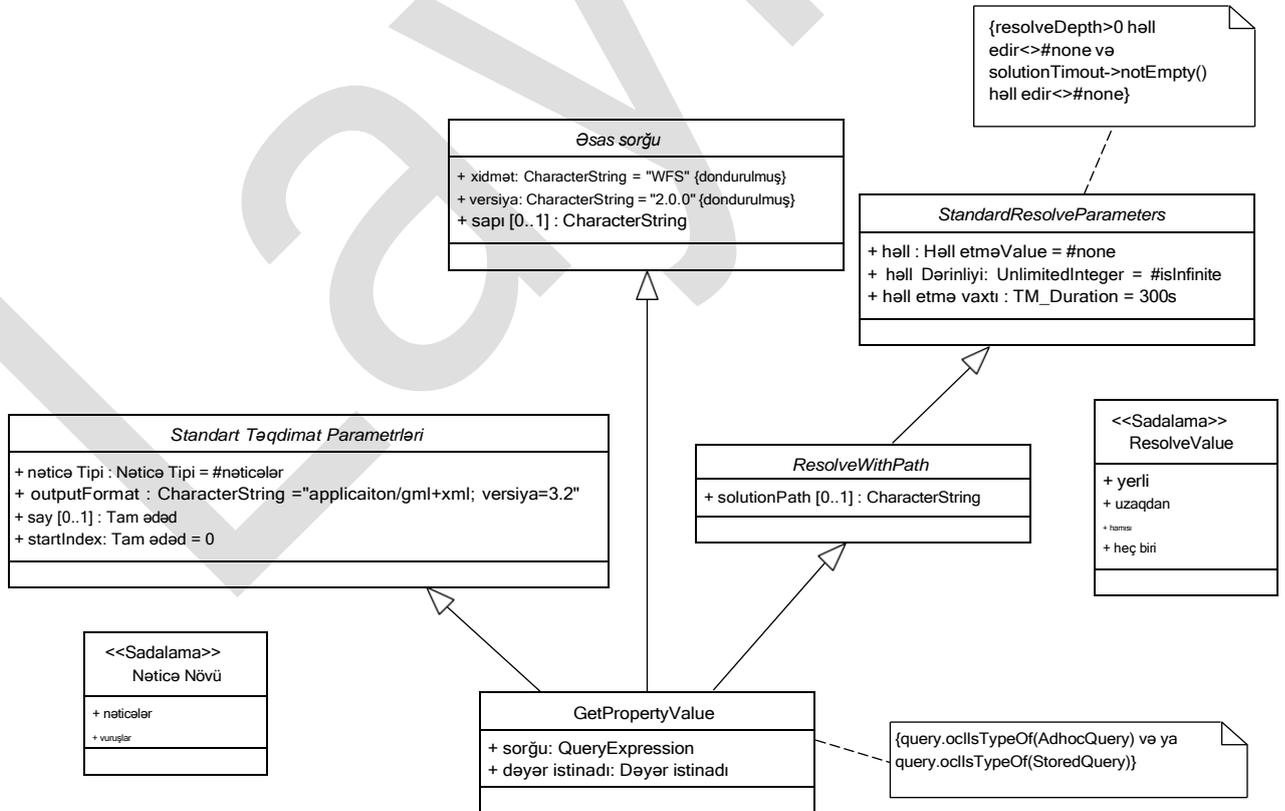 {resolveDepth>0 həll
edir<>#none və
solutionTimout->notEmpty()
həll edir<>#none}
Əsas sorğu
+ xidmət: CharacterString = "WFS" {dondurulmuş}
+ versiya: CharacterString = "2.0.0" {dondurulmuş}
+ sapı [0..1] : CharacterString
StandardResolveParameters
+ həll : Həll etməValue = #none
+ həll Dərinliyi: UnlimitedInteger = #isInfinite
+ həll etmə vaxtı : TM_Duration = 300s
Standart Təqdimat Parametrləri
+ nəticə Tipi : Nəticə Tipi = #nəticələr
+ outputFormat : CharacterString ="applicaiton/gml+xml; versiya=3.2"
+ say [0..1] : Tam ədəd
+ startIndex: Tam ədəd = 0
ResolveWithPath
+ solutionPath [0..1] : CharacterString
<<Sadalama>>
ResolveValue
+ yerli
+ uzaqdan
+ hamısı
+ heç biri
<<Sadalama>>
Nəticə Növü
+ nəticələr
+ vuruşlar
GetPropertyValue
+ sorğu: QueryExpression
+ dəyər istinadı: Dəyər istinadı
{query.oclIsTypeOf(AdhocQuery) və ya
query.oclIsTypeOf(StoredQuery)}
Lay